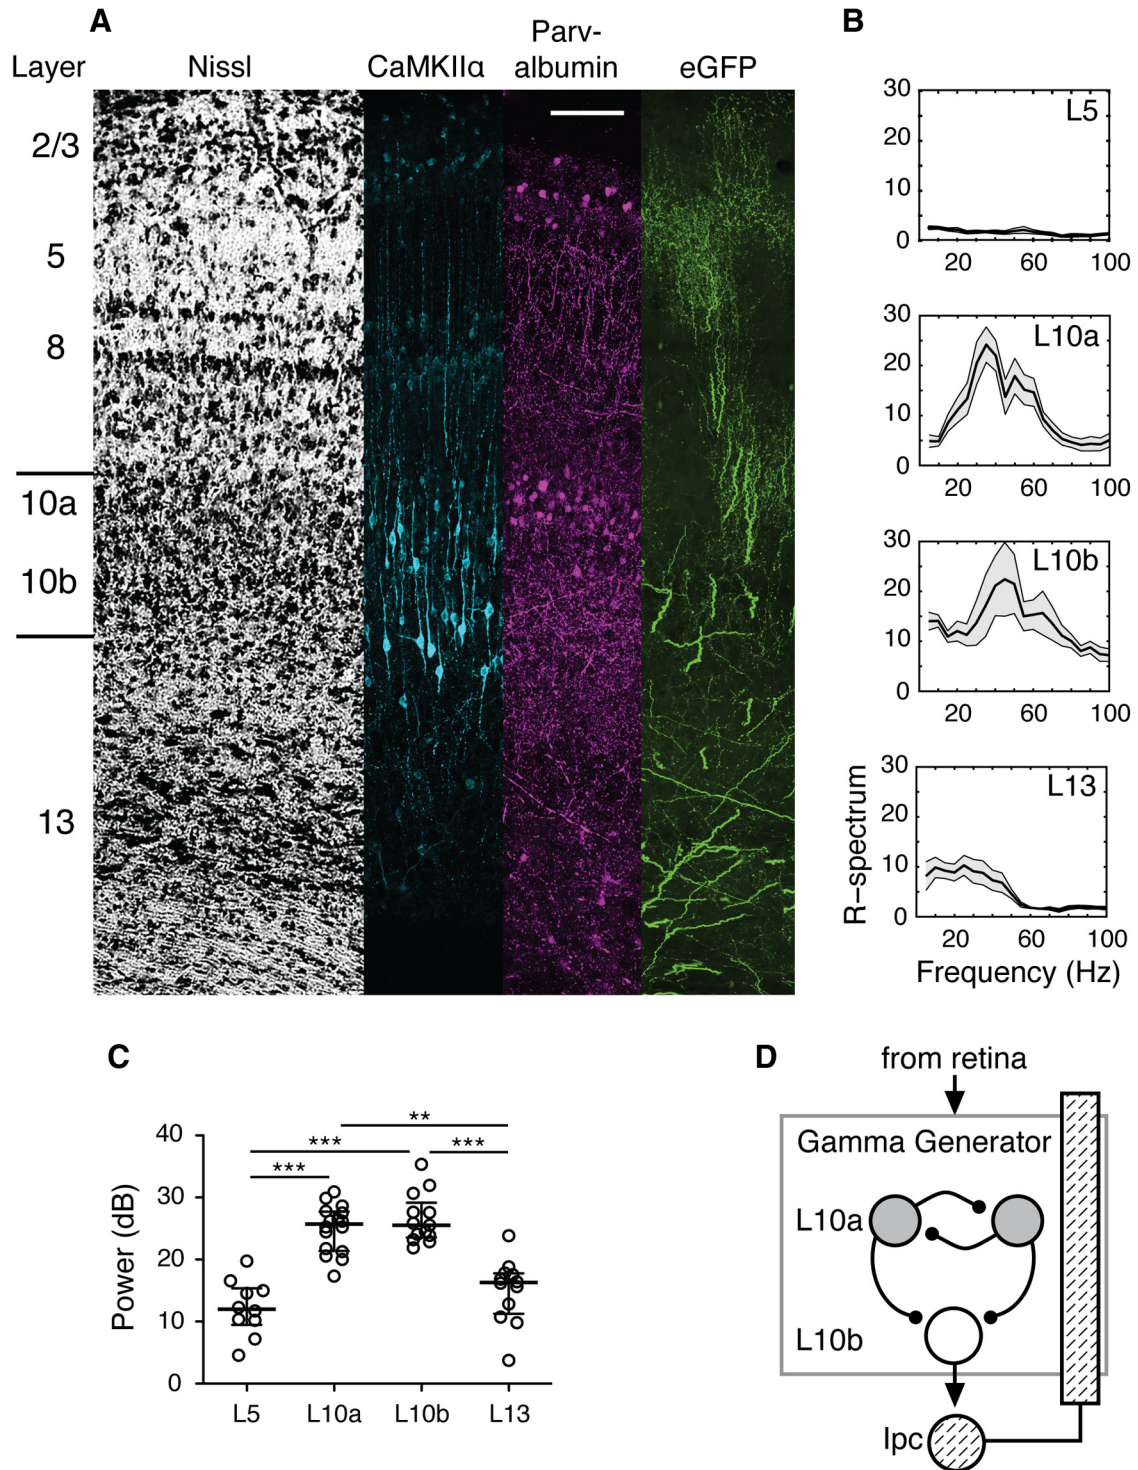 A
Parv-
Layer
Nissl
CaMKIIα
albumin
eGFP
2/3
5
8
10a
10b
13
B
30
L5
20
10
0
20
60
100
30
L10a
20
10
0
20
60
100
30
L10b
20
10
0
20
60
100
30
L13
20
10
0
20
60
100
R-spectrum
Frequency (Hz)
C
**
***
***
***
40
30
20
10
0
Power (dB)
L5
L10a
L10b
L13
D
from retina
Gamma Generator
L10a
L10b
Ipc